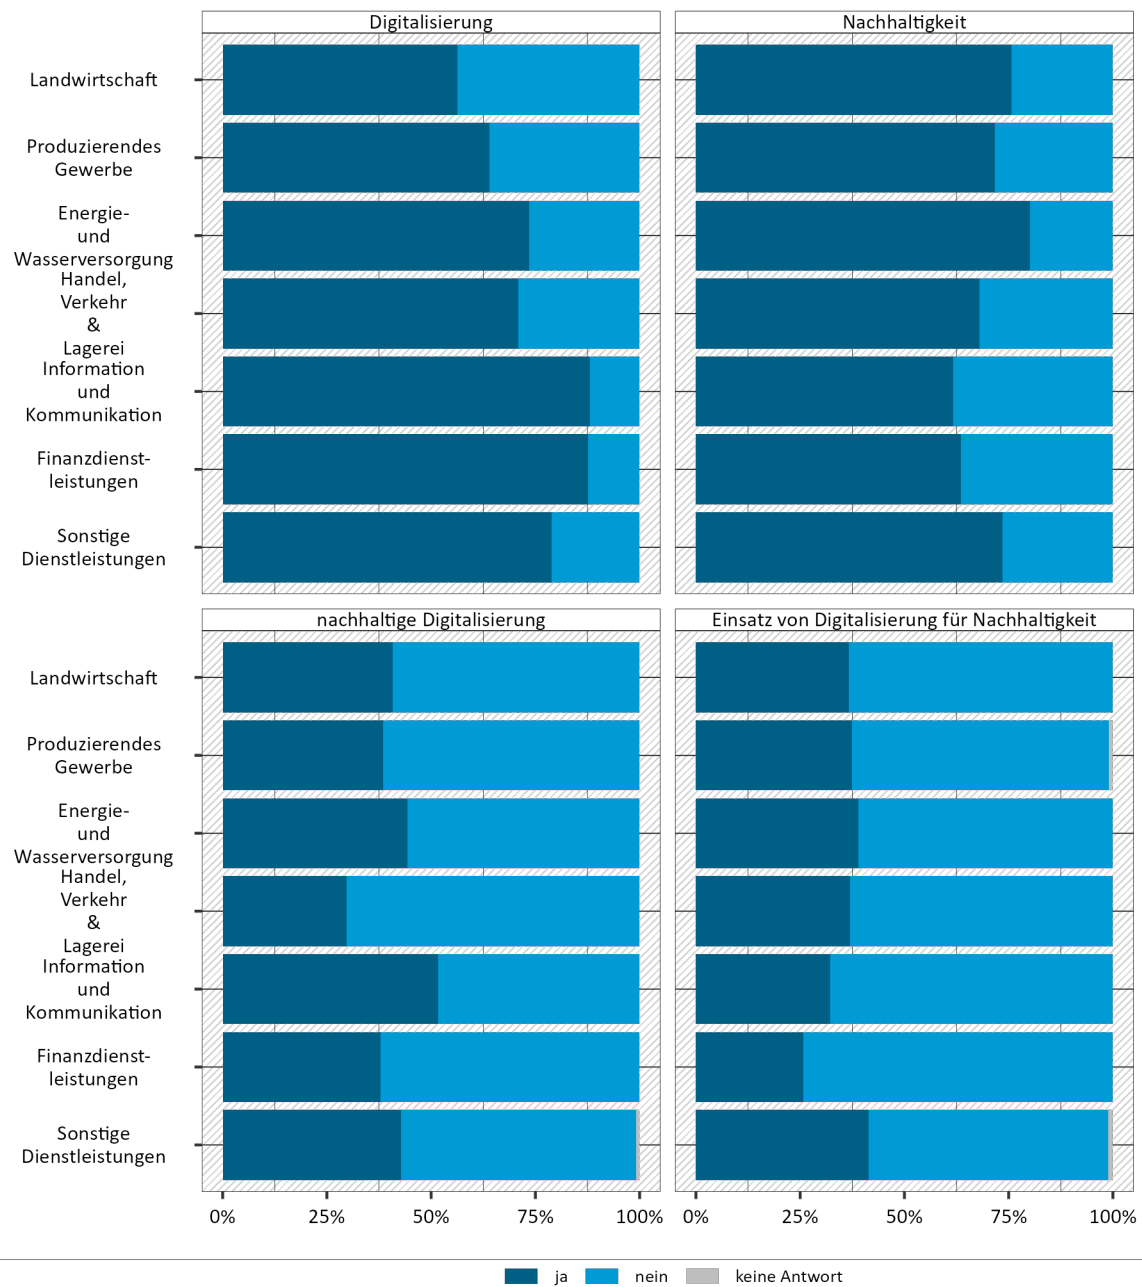 Digitalisierung
Nachhaltigkeit
Landwirtschaft
Produzierendes
Gewerbe
Energie-
und
Wasserversorgung
Handel,
Verkehr
&
Lagerei
Information
und
Kommunikation
Finanzdienst-
leistungen
Sonstige
Dienstleistungen
nachhaltige Digitalisierung
Einsatz von Digitalisierung für Nachhaltigkeit
Landwirtschaft
Produzierendes
Gewerbe
Energie-
und
Wasserversorgung
Handel,
Verkehr
&
Lagerei
Information
und
Kommunikation
Finanzdienst-
leistungen
Sonstige
Dienstleistungen
0% 25% 50% 75% 100% 0% 25% 50% 75% 100%
ja nein keine Antwort